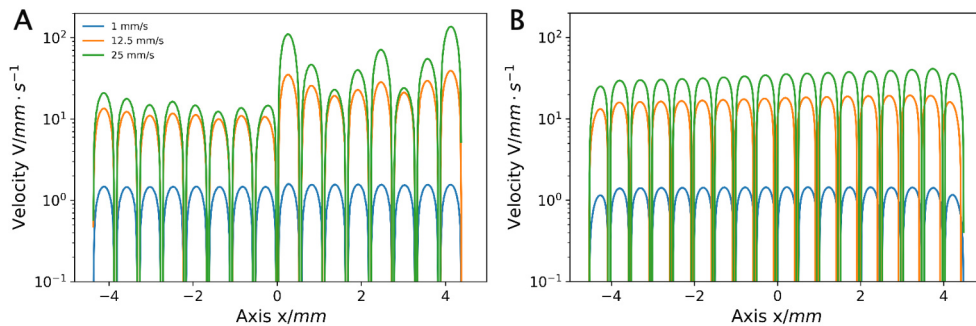 A
B
1 mm/s
12.5 mm/s
25 mm/s
Velocity V/mm · s⁻¹
10²
10¹
10⁰
10⁻¹
−4
−2
0
2
4
Axis x/mm
Velocity V/mm · s⁻¹
10²
10¹
10⁰
10⁻¹
−4
−2
0
2
4
Axis x/mm